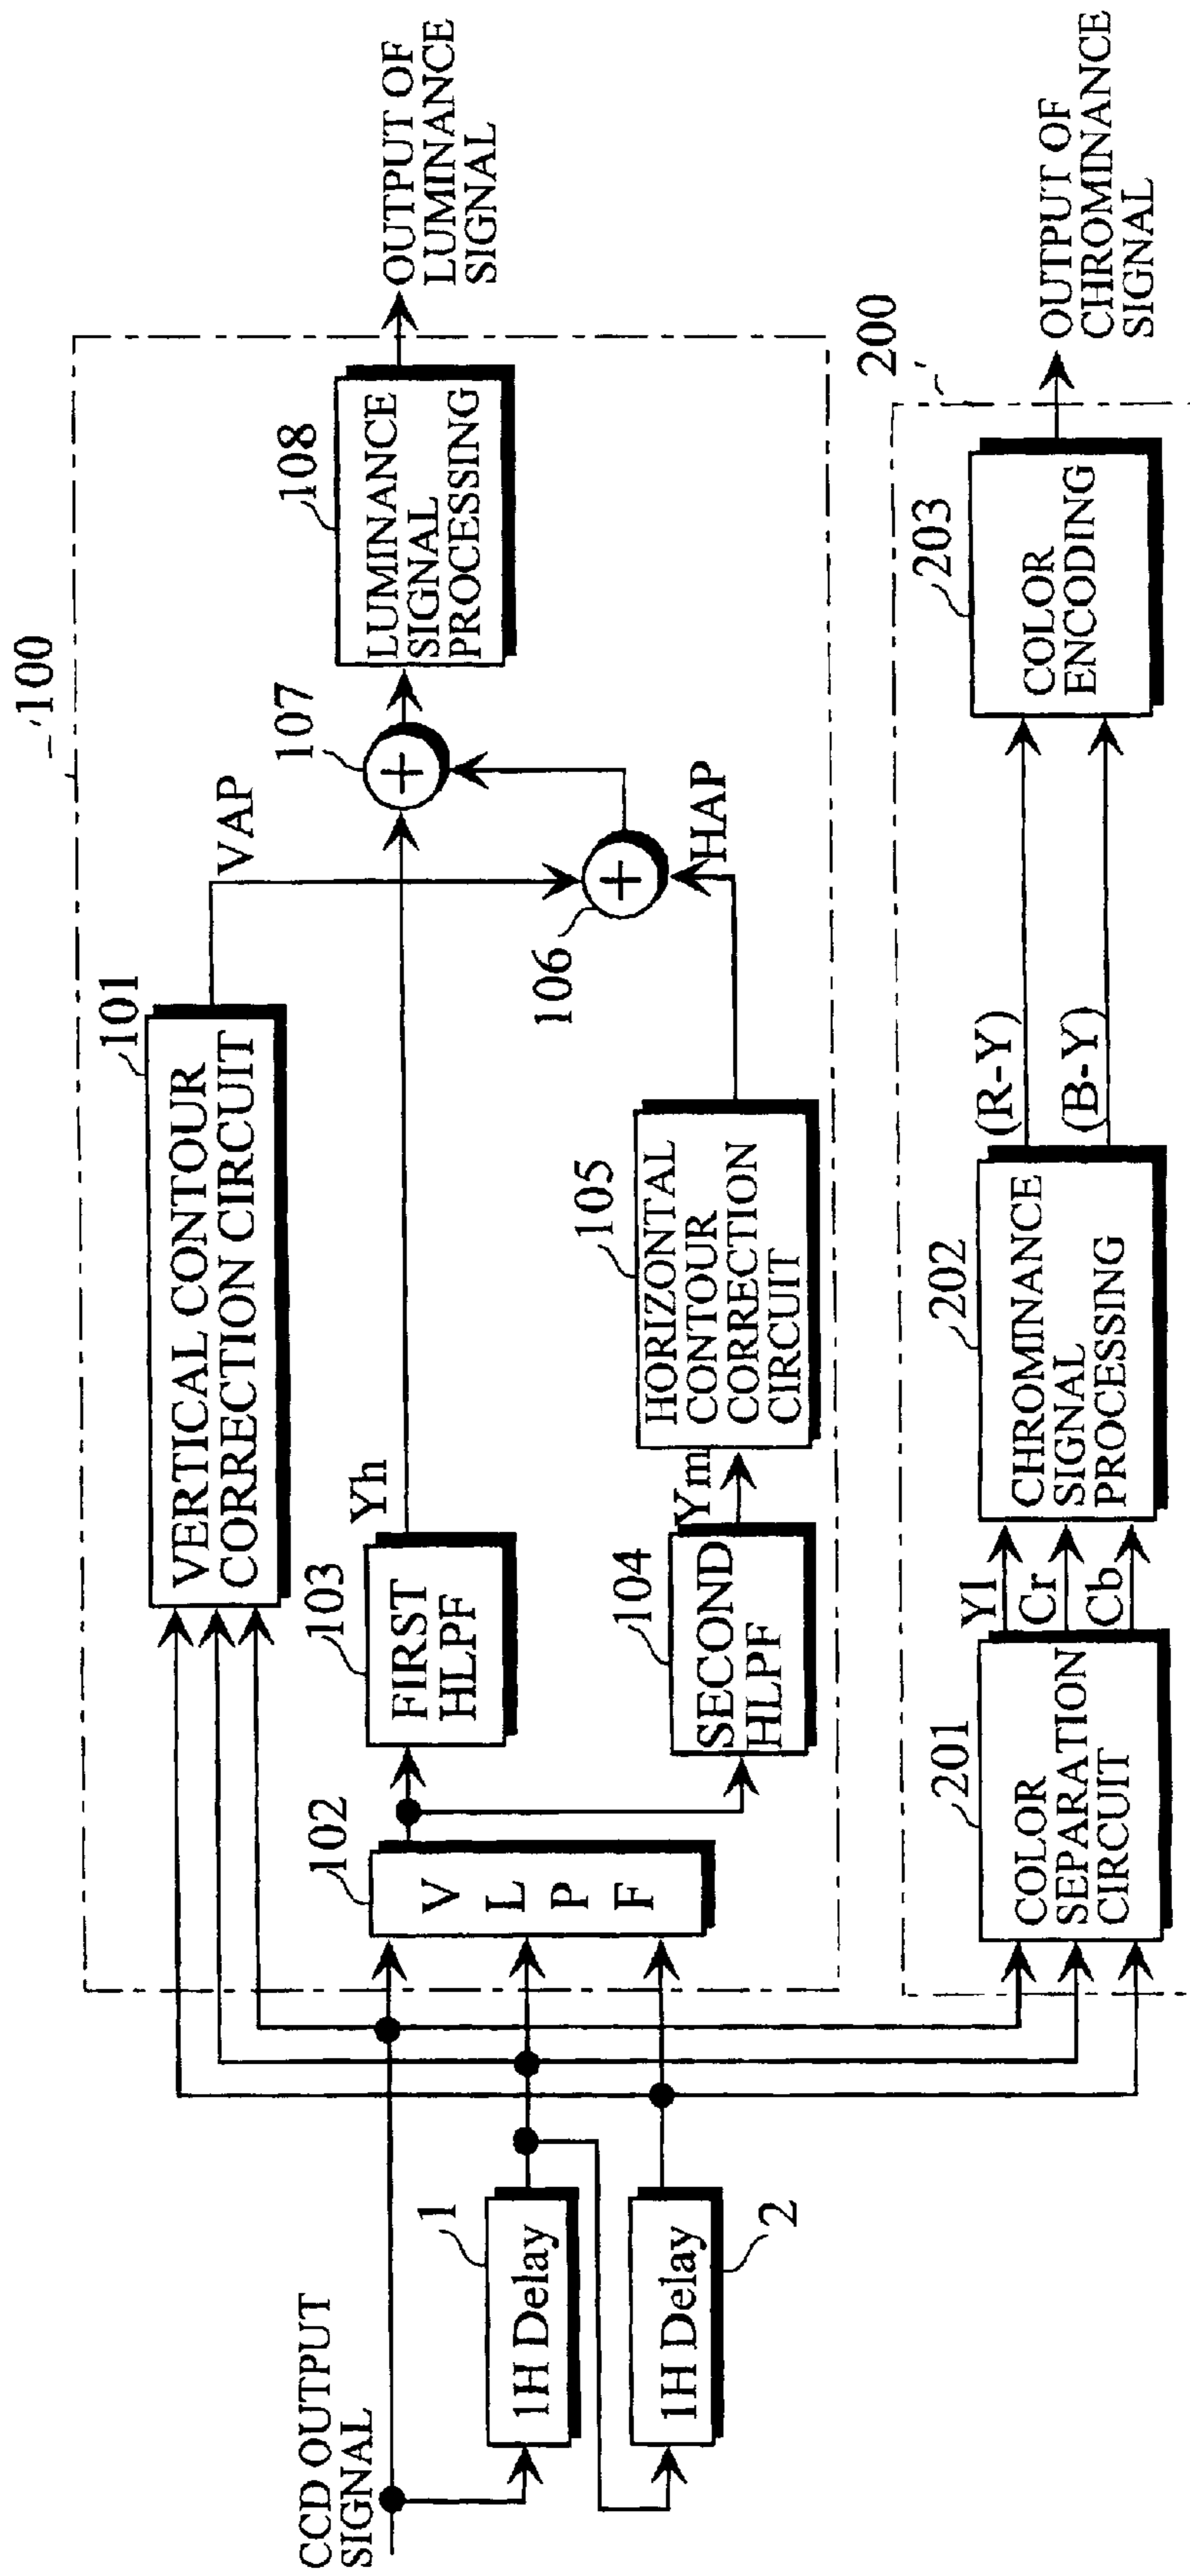 CCD OUTPUT
SIGNAL
1
1H Delay
1H Delay
2
100
101
VERTICAL CONTOUR
CORRECTION CIRCUIT
VAP
102
V
L
P
F
103
FIRST
HLPF
Yh
104
SECOND
HLPF
Ym
105
HORIZONTAL
CONTOUR
CORRECTION
CIRCUIT
HAP
106
+
107
+
108
LUMINANCE
SIGNAL
PROCESSING
OUTPUT OF
LUMINANCE
SIGNAL
200
201
COLOR
SEPARATION
CIRCUIT
Yl
Cr
Cb
202
CHROMINANCE
SIGNAL
PROCESSING
(R-Y)
(B-Y)
203
COLOR
ENCODING
OUTPUT OF
CHROMINANCE
SIGNAL